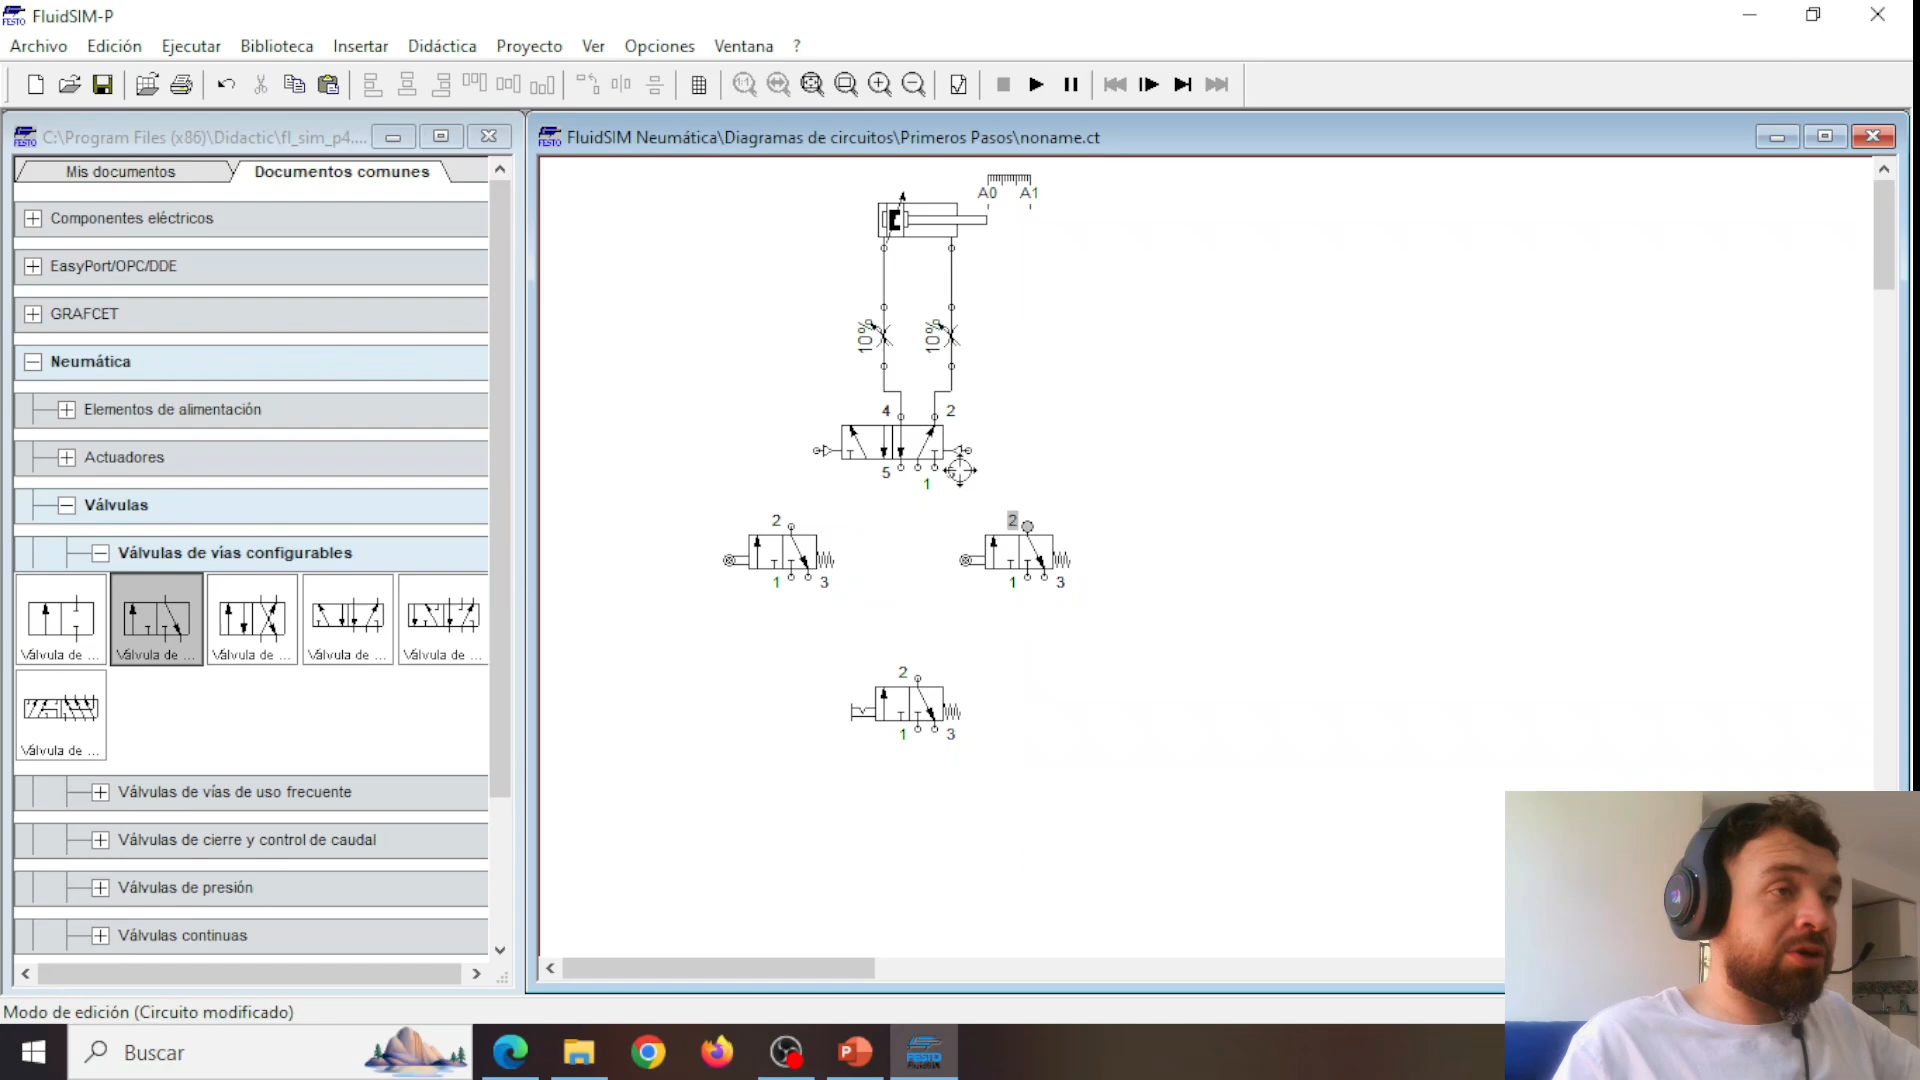 FluidSIM-P
Archivo Edición Ejecutar Biblioteca Insertar Didáctica Proyecto Ver Opciones Ventana ?
C:\Program Files (x86)\Didactic\fl_sim_p4....
Mis documentos Documentos comunes
Componentes eléctricos
EasyPort/OPC/DDE
GRAFCET
Neumática
Elementos de alimentación
Actuadores
Válvulas
Válvulas de vías configurables
Válvula de ... Válvula de ... Válvula de ... Válvula de ... Válvula de ...
Válvula de ...
Válvulas de vías de uso frecuente
Válvulas de cierre y control de caudal
Válvulas de presión
Válvulas continuas
FluidSIM Neumática\Diagramas de circuitos\Primeros Pasos\noname.ct
A0 A1
10% 10%
4 2
5
1
2 2
1 3 1 3
2
1 3
Modo de edición (Circuito modificado)
Buscar
FESTO